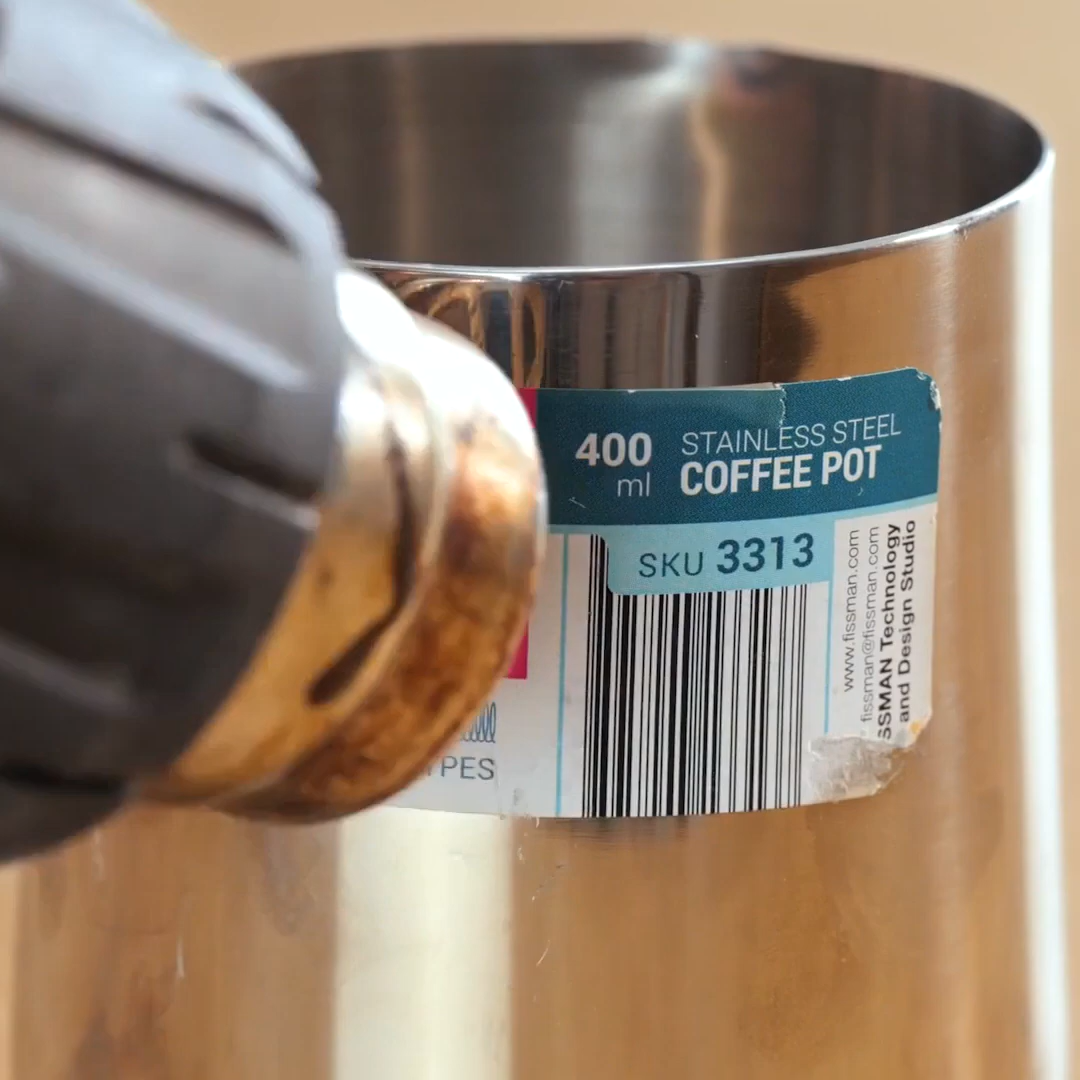 400
ml
STAINLESS STEEL
COFFEE POT
SKU 3313
www.fissman.com
fissman@fissman.com
SSMAN Technology
and Design Studio
PES